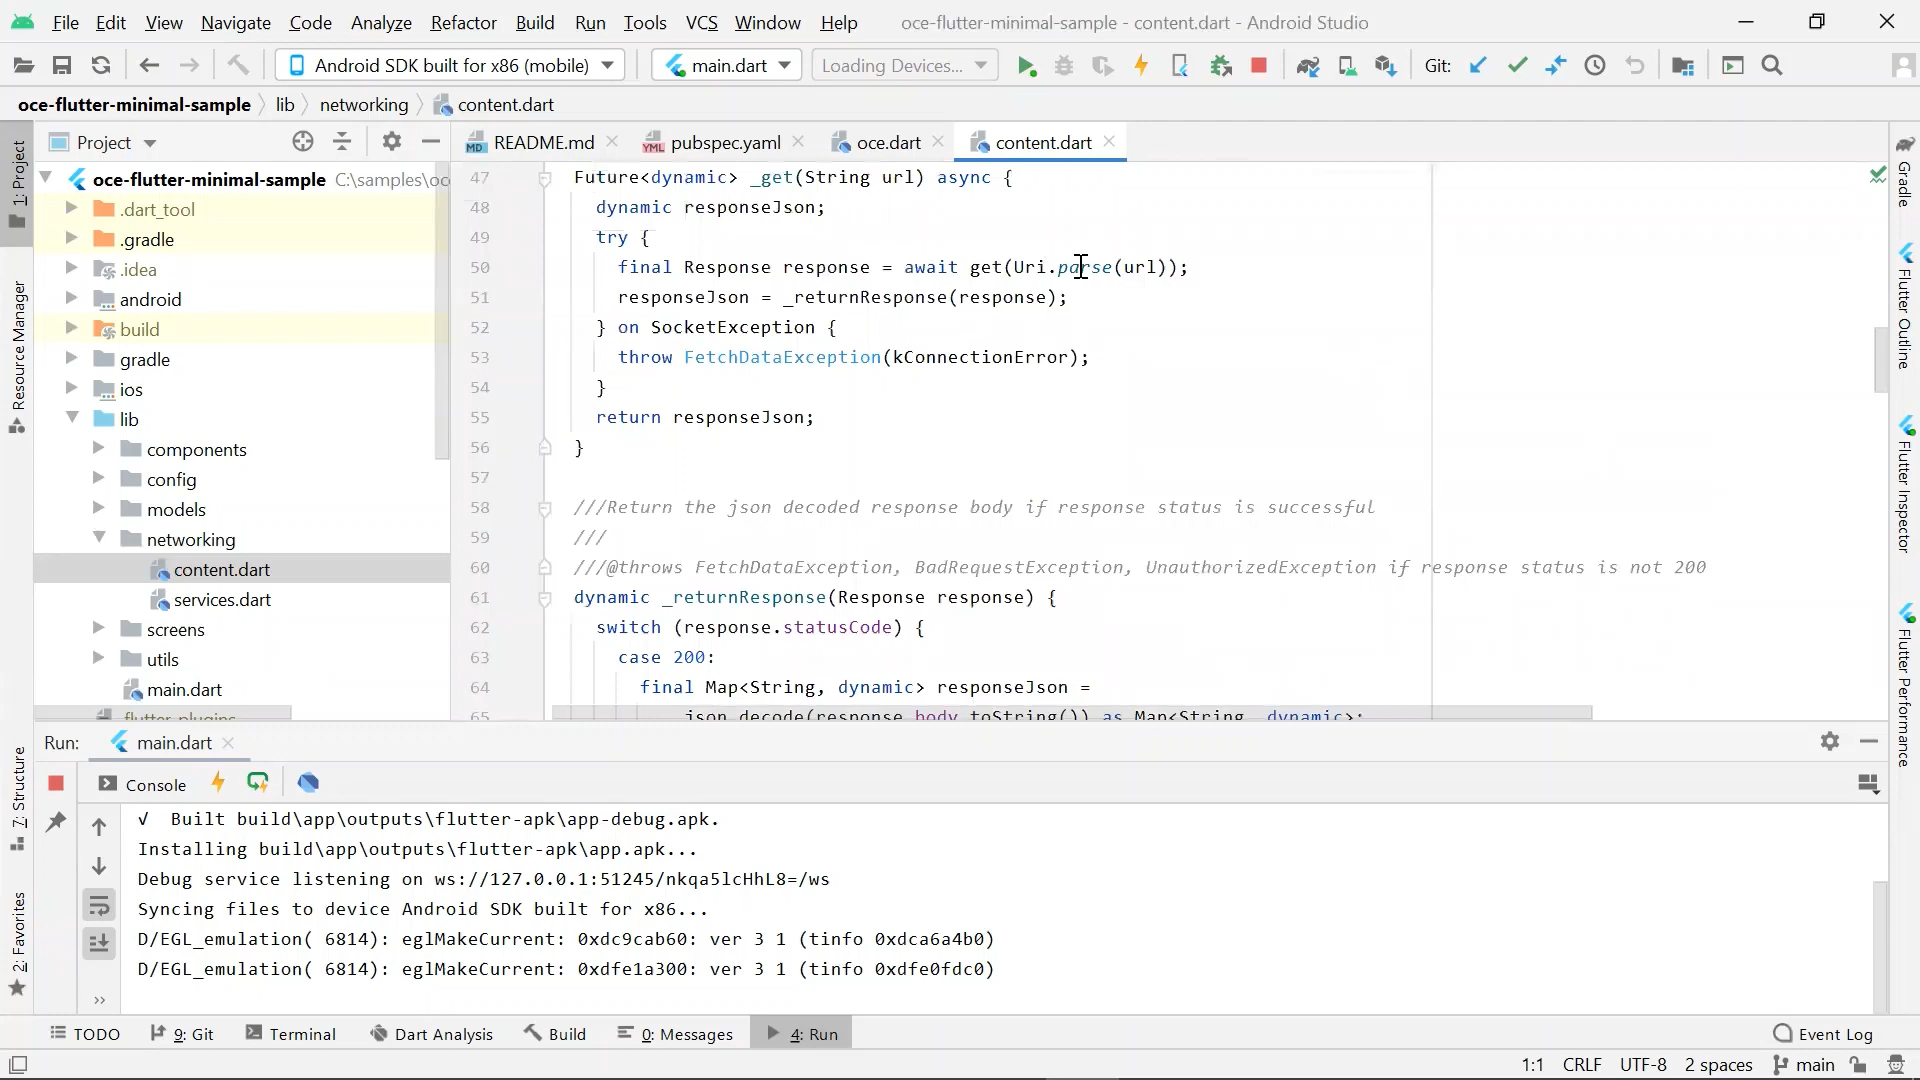 File Edit View Navigate Code Analyze Refactor Build Run Tools VCS Window Help oce-flutter-minimal-sample - content.dart - Android Studio
Android SDK built for x86 (mobile) main.dart Loading Devices... Git:
oce-flutter-minimal-sample lib networking content.dart
Project
README.md pubspec.yaml oce.dart content.dart
1: Project
Resource Manager
7: Structure
2: Favorites
oce-flutter-minimal-sample C:\samples\oc
.dart_tool
.gradle
.idea
android
build
gradle
ios
lib
components
config
models
networking
content.dart
services.dart
screens
utils
main.dart
.flutter-plugins
47 Future<dynamic> _get(String url) async {
48 dynamic responseJson;
49 try {
50 final Response response = await get(Uri.parse(url));
51 responseJson = _returnResponse(response);
52 } on SocketException {
53 throw FetchDataException(kConnectionError);
54 }
55 return responseJson;
56 }
57
58 ///Return the json decoded response body if response status is successful
59 ///
60 ///@throws FetchDataException, BadRequestException, UnauthorizedException if response status is not 200
61 dynamic _returnResponse(Response response) {
62 switch (response.statusCode) {
63 case 200:
64 final Map<String, dynamic> responseJson =
65 json.decode(response.body.toString()) as Map<String, dynamic>;
Gradle
Flutter Outline
Flutter Inspector
Flutter Performance
Run: main.dart
Console
√ Built build\app\outputs\flutter-apk\app-debug.apk.
Installing build\app\outputs\flutter-apk\app.apk...
Debug service listening on ws://127.0.0.1:51245/nkqa5lcHhL8=/ws
Syncing files to device Android SDK built for x86...
D/EGL_emulation( 6814): eglMakeCurrent: 0xdc9cab60: ver 3 1 (tinfo 0xdca6a4b0)
D/EGL_emulation( 6814): eglMakeCurrent: 0xdfe1a300: ver 3 1 (tinfo 0xdfe0fdc0)
TODO 9: Git Terminal Dart Analysis Build 0: Messages 4: Run Event Log
1:1 CRLF UTF-8 2 spaces main